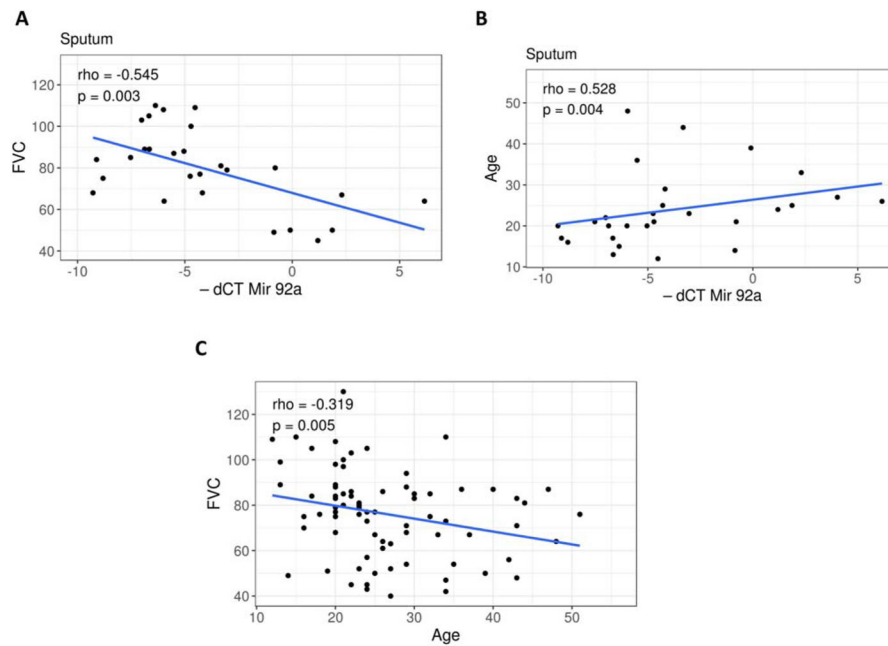 A
Sputum
rho = -0.545
p = 0.003
120
100
80
60
40
FVC
-10
-5
0
5
– dCT Mir 92a
B
Sputum
rho = 0.528
p = 0.004
50
40
30
20
10
Age
-10
-5
0
5
– dCT Mir 92a
C
rho = -0.319
p = 0.005
120
100
80
60
40
FVC
10
20
30
40
50
Age